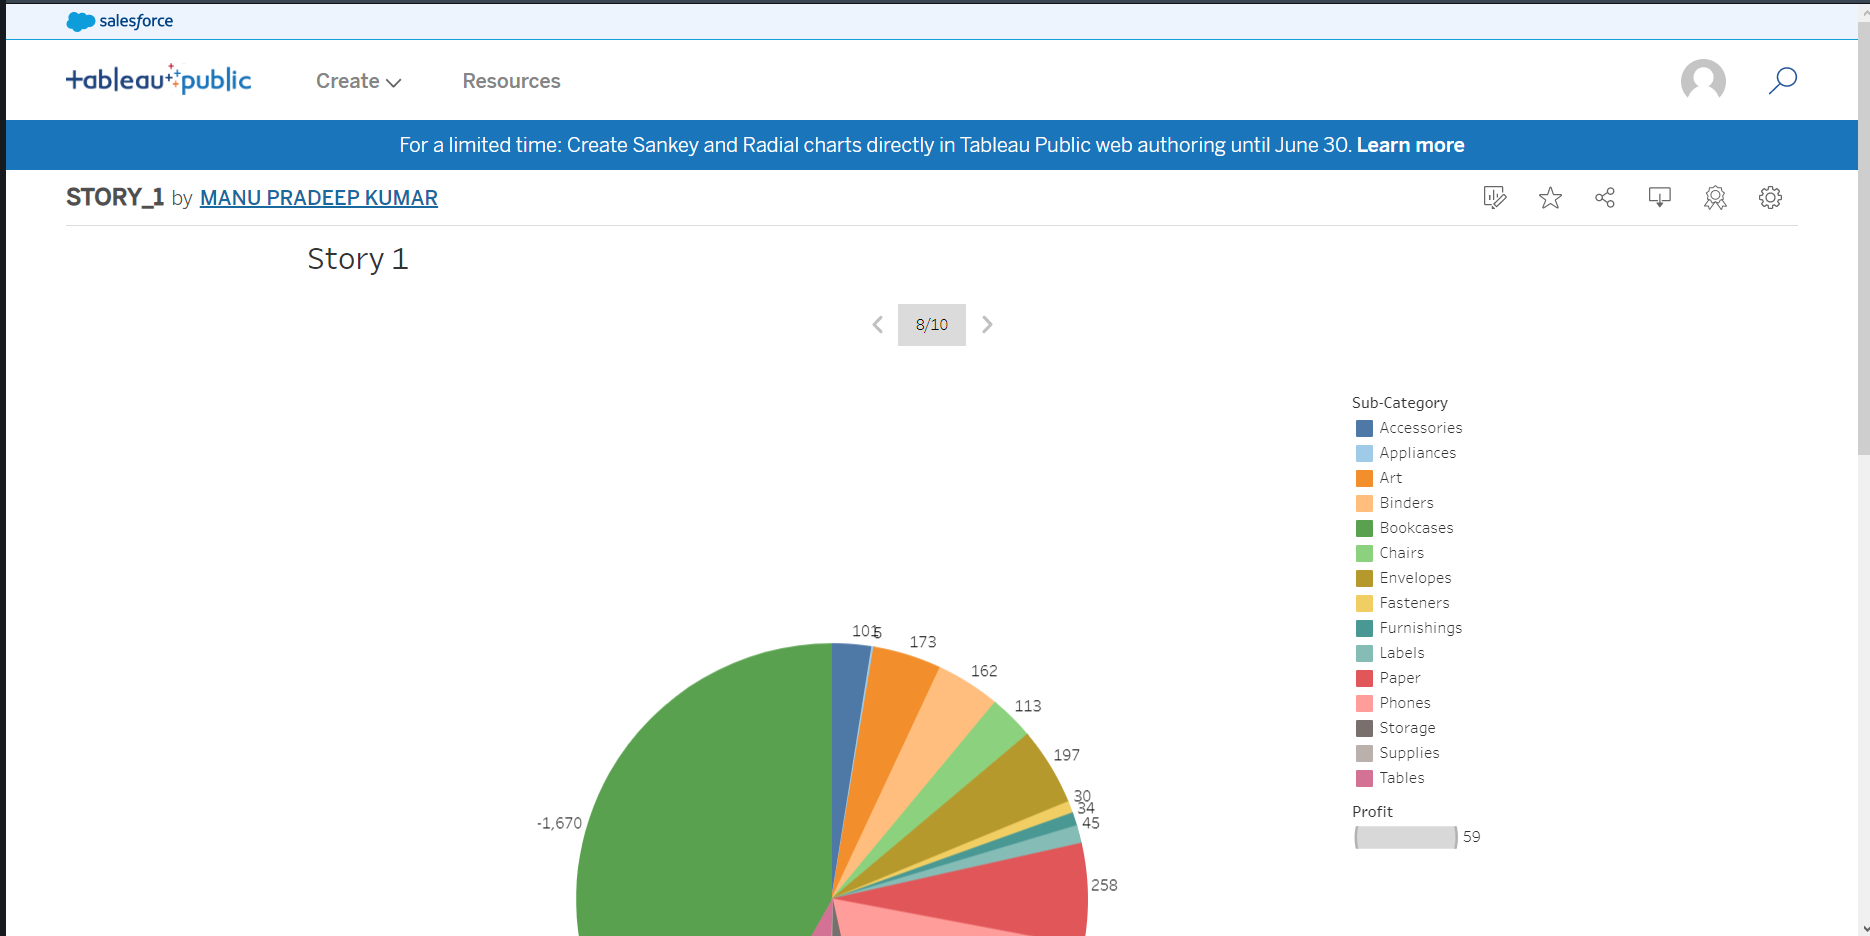 salesforce
tableau public
Create
Resources
For a limited time: Create Sankey and Radial charts directly in Tableau Public web authoring until June 30. Learn more
STORY_1 by MANU PRADEEP KUMAR
Story 1
8/10
Sub-Category
Accessories
Appliances
Art
Binders
Bookcases
Chairs
Envelopes
Fasteners
Furnishings
Labels
Paper
Phones
Storage
Supplies
Tables
Profit
59
101
5
173
162
113
197
30
34
45
258
-1,670